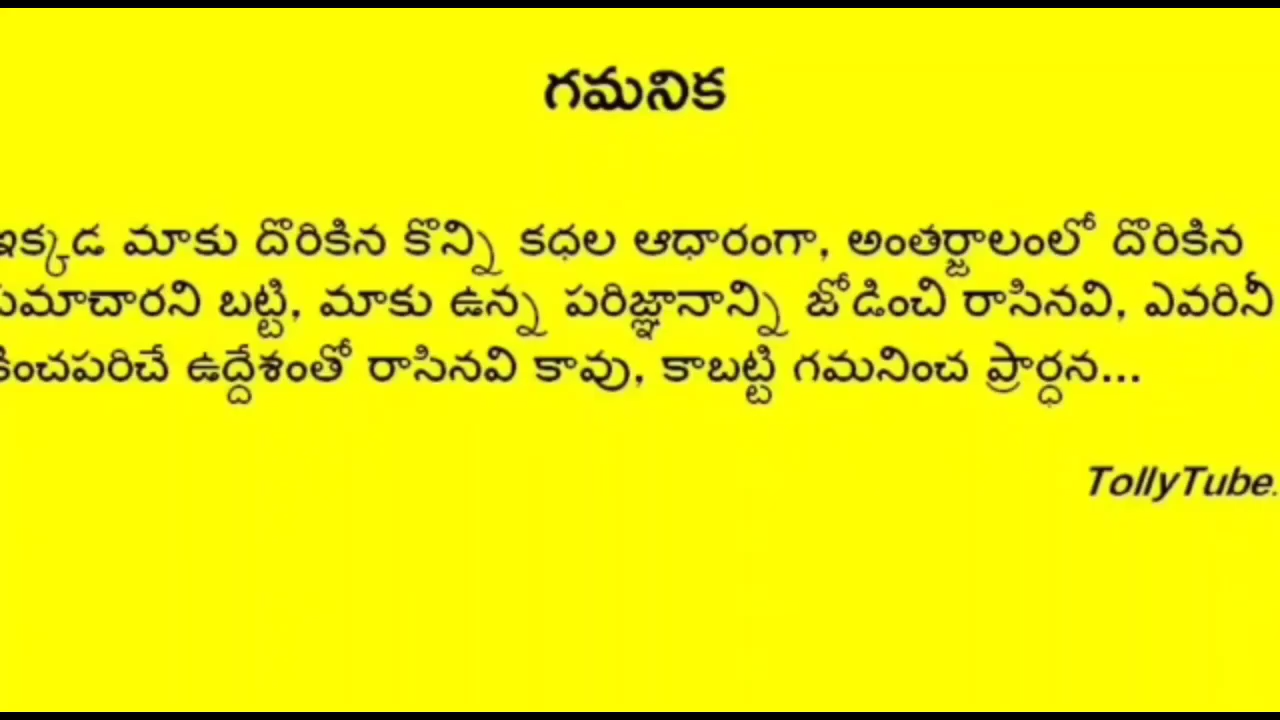 గమనిక
ఇక్కడ మాకు దొరికిన కొన్ని కధల ఆధారంగా, అంతర్జాలంలో దొరికిన
సమాచారని బట్టి, మాకు ఉన్న పరిజ్ఞానాన్ని జోడించి రాసినవి, ఎవరినీ
కించపరిచే ఉద్దేశంతో రాసినవి కావు, కాబట్టి గమనించ ప్రార్ధన...
TollyTube.